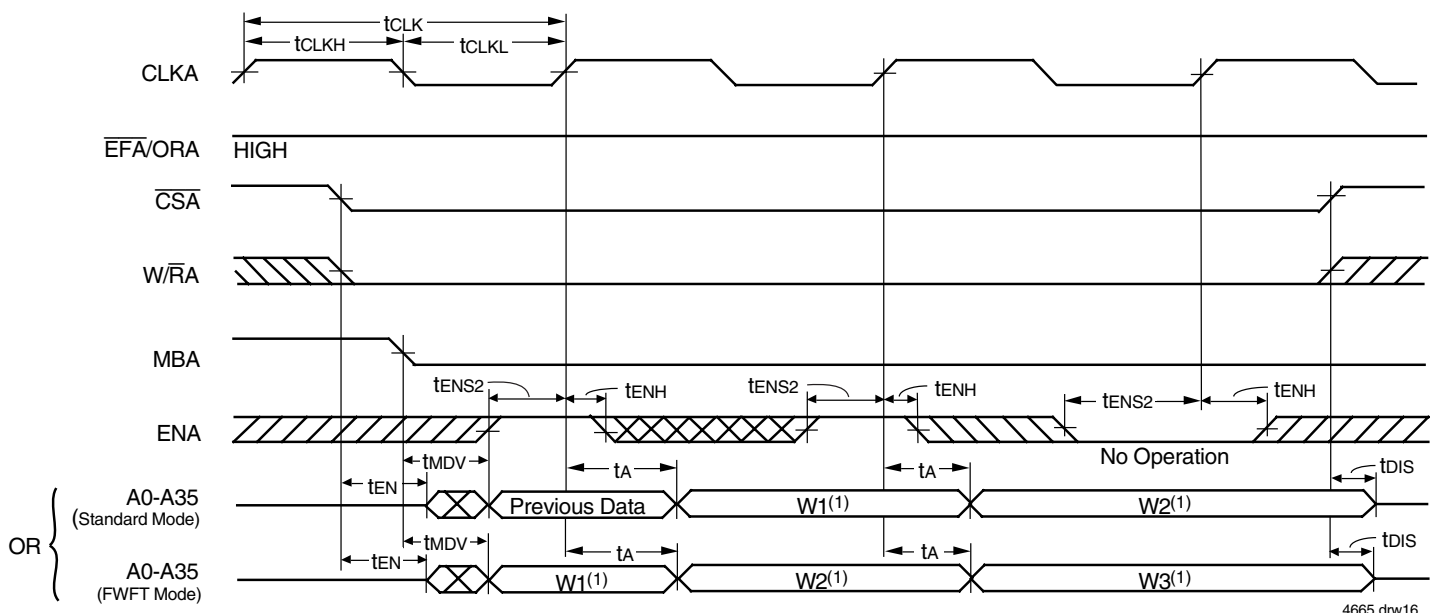 tCLK
tCLKH
tCLKL
CLKA
EFA/ORA
HIGH
CSA
W/RA
MBA
tENS2
tENH
tENS2
tENH
tENS2
tENH
ENA
No Operation
tMDV
tEN
tA
tA
tDIS
A0-A35
(Standard Mode)
Previous Data
W1(1)
W2(1)
OR
tMDV
tEN
tA
tA
tDIS
A0-A35
(FWFT Mode)
W1(1)
W2(1)
W3(1)
4665 drw16